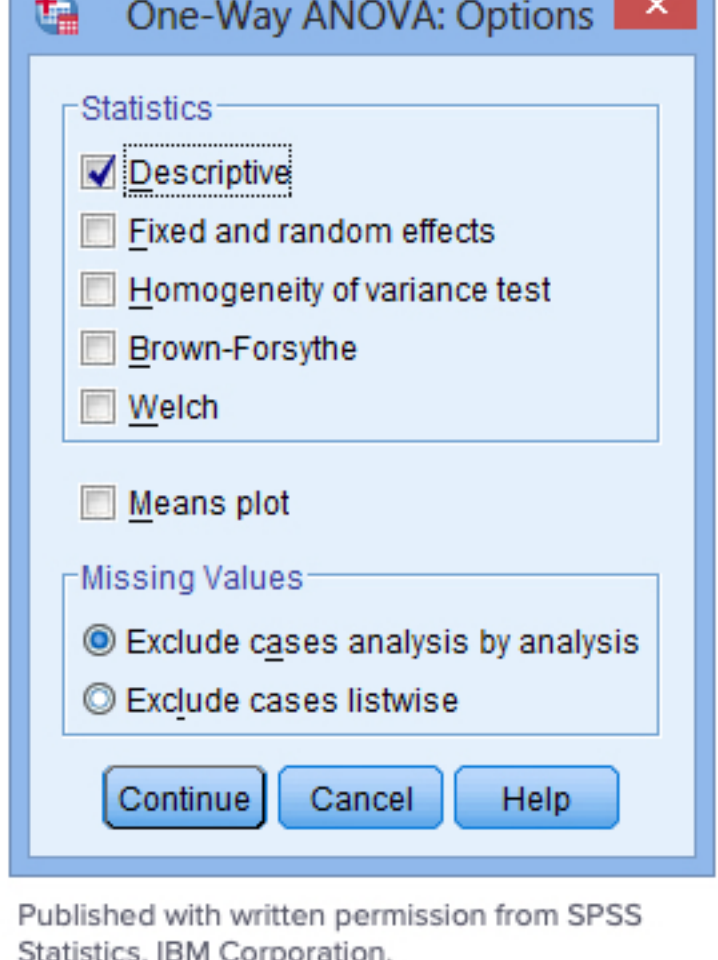 One-Way ANOVA: Options
Statistics
Descriptive
Fixed and random effects
Homogeneity of variance test
Brown-Forsythe
Welch
Means plot
Missing Values
Exclude cases analysis by analysis
Exclude cases listwise
Continue Cancel Help
Published with written permission from SPSS
Statistics, IBM Corporation.